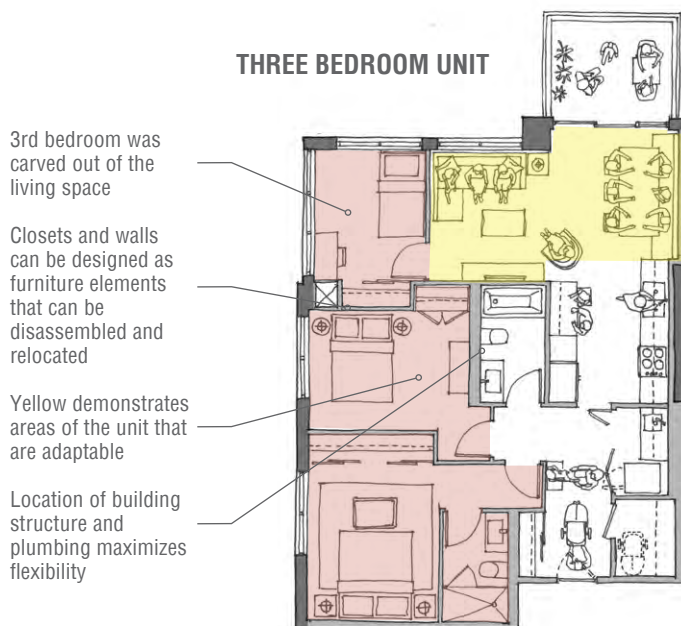 THREE BEDROOM UNIT
3rd bedroom was
carved out of the
living space
Closets and walls
can be designed as
furniture elements
that can be
disassembled and
relocated
Yellow demonstrates
areas of the unit that
are adaptable
Location of building
structure and
plumbing maximizes
flexibility